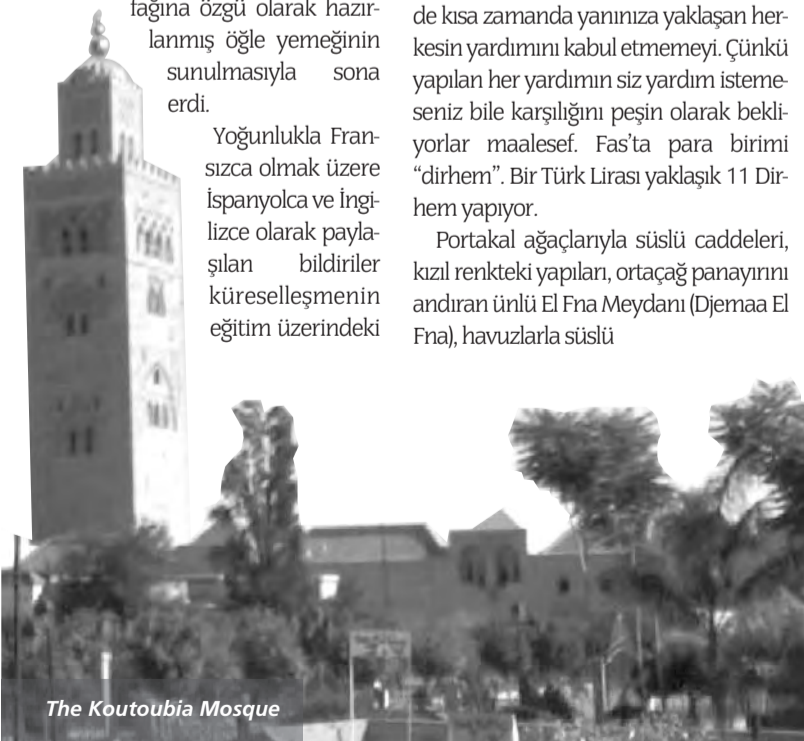 fağına özgü olarak hazır-
lanmış öğle yemeğinin
sunulmasıyla sona
erdi.
Yoğunlukla Fran-
sızca olmak üzere
İspanyolca ve İngi-
lizce olarak payla-
şılan bildiriler
küreselleşmenin
eğitim üzerindeki
de kısa zamanda yanınıza yaklaşan her-
kesin yardımını kabul etmemeyi. Çünkü
yapılan her yardımın siz yardım isteme-
seniz bile karşılığını peşin olarak bekli-
yorlar maalesef. Fas’ta para birimi
“dirhem”. Bir Türk Lirası yaklaşık 11 Dir-
hem yapıyor.
Portakal ağaçlarıyla süslü caddeleri,
kızıl renkteki yapıları, ortaçağ panayırını
andıran ünlü El Fna Meydanı (Djemaa El
Fna), havuzlarla süslü
The Koutoubia Mosque